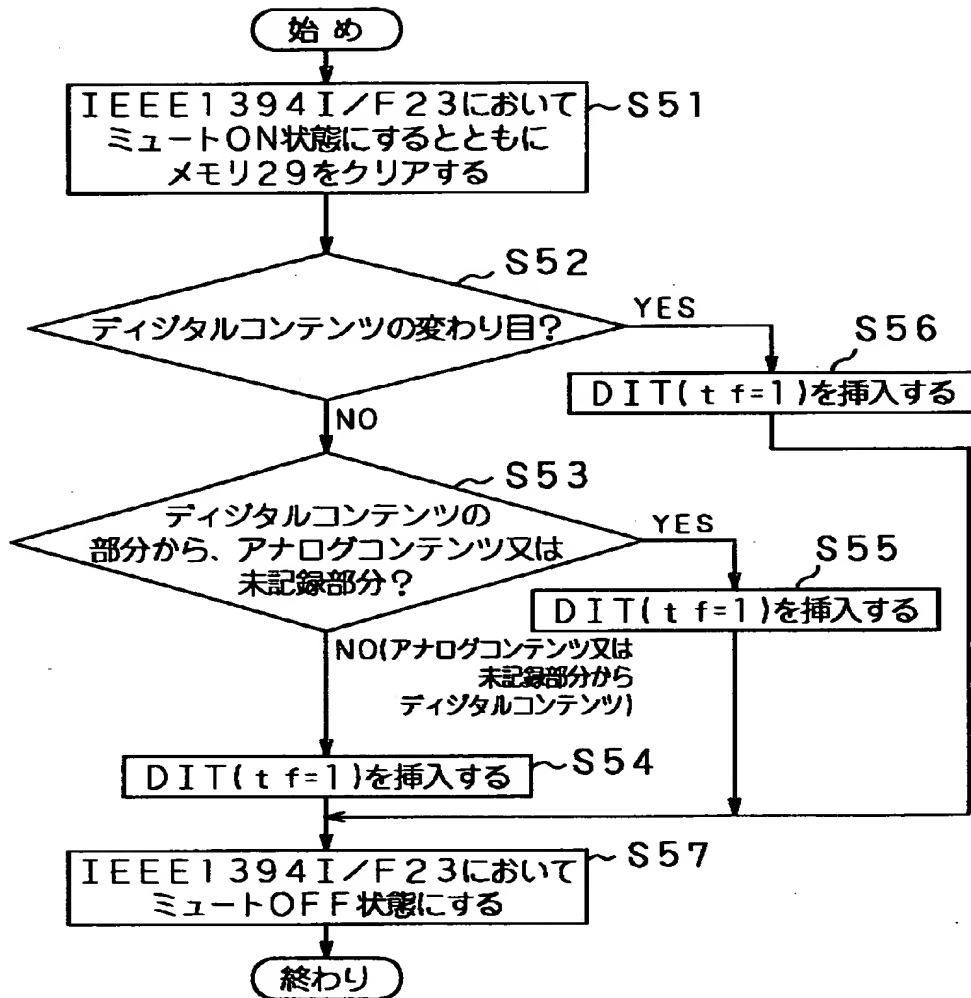 始め
IEEE1394I/F23において
ミュートON状態にするとともに
メモリ29をクリアする
S51
S52
ディジタルコンテンツの変わり目?
YES
S56
DIT(tf=1)を挿入する
NO
S53
ディジタルコンテンツの
部分から、アナログコンテンツ又は
未記録部分?
YES
S55
DIT(tf=1)を挿入する
NO(アナログコンテンツ又は
未記録部分から
ディジタルコンテンツ)
DIT(tf=1)を挿入する
S54
IEEE1394I/F23において
ミュートOFF状態にする
S57
終わり